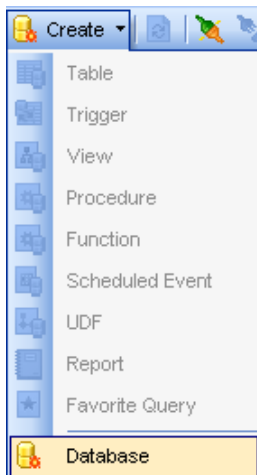 Create
Table
Trigger
View
Procedure
Function
Scheduled Event
UDF
Report
Favorite Query
Database